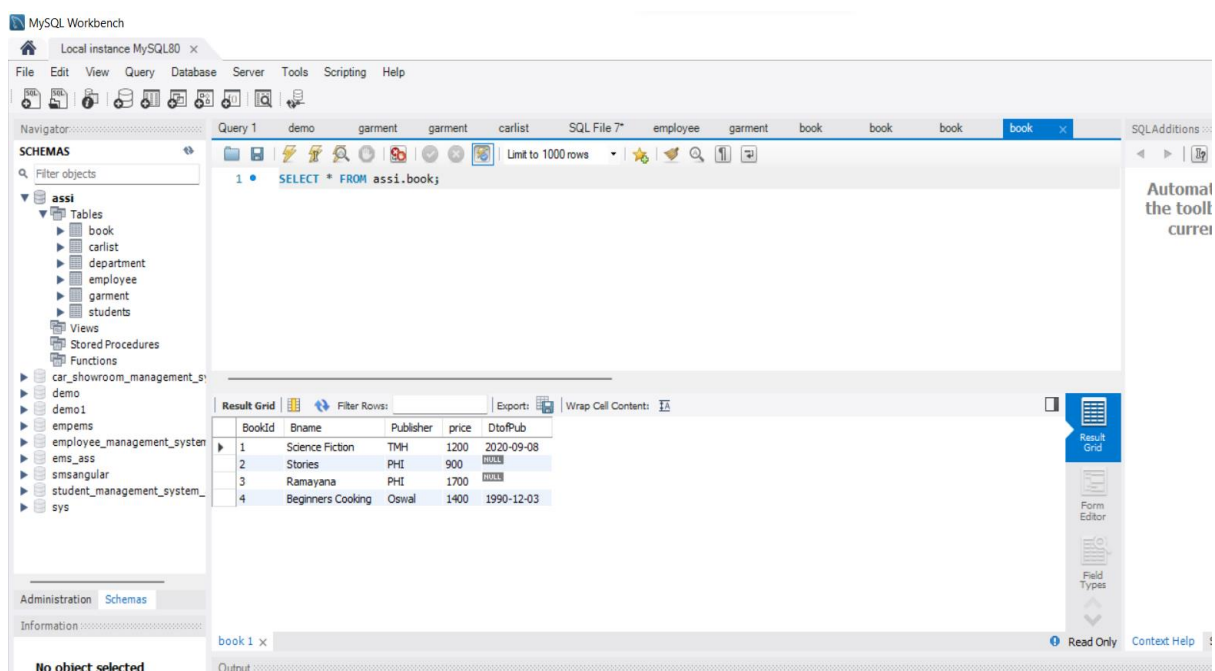 MySQL Workbench
Local instance MySQL80 ×
File Edit View Query Database Server Tools Scripting Help
Navigator
SCHEMAS
Filter objects
assi
Tables
book
carlist
department
employee
garment
students
Views
Stored Procedures
Functions
car_showroom_management_sy
demo
demo1
empems
employee_management_system
ems_ass
smsangular
student_management_system_
sys
Administration Schemas
Information
No object selected
Query 1 demo garment garment carlist SQL File 7* employee garment book book book book ×
Limit to 1000 rows
1 SELECT * FROM assi.book;
Result Grid Filter Rows: Export: Wrap Cell Content:
BookId Bname Publisher price DtofPub
1 Science Fiction TMH 1200 2020-09-08
2 Stories PHI 900 NULL
3 Ramayana PHI 1700 NULL
4 Beginners Cooking Oswal 1400 1990-12-03
Result
Grid
Form
Editor
Field
Types
book 1 ×
Read Only
Output
SQLAdditions
Automat
the toolb
currer
Context Help